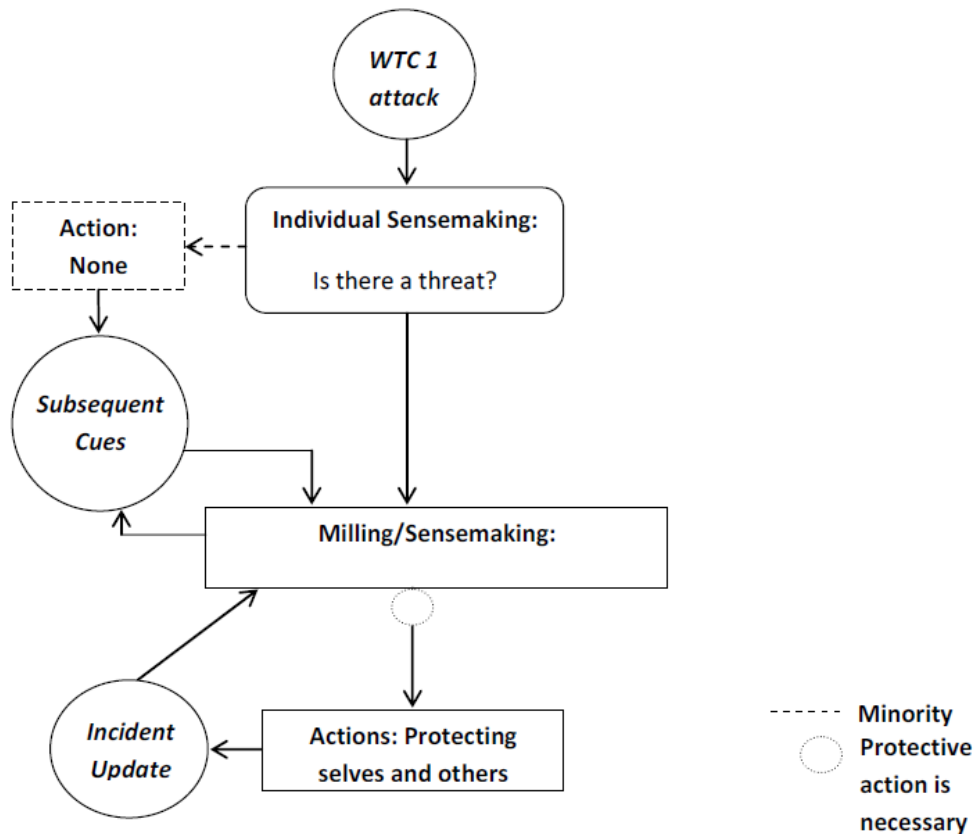 WTC 1
attack
Individual Sensemaking:
Is there a threat?
Action:
None
Subsequent
Cues
Milling/Sensemaking:
Actions: Protecting
selves and others
Incident
Update
Minority
Protective
action is
necessary